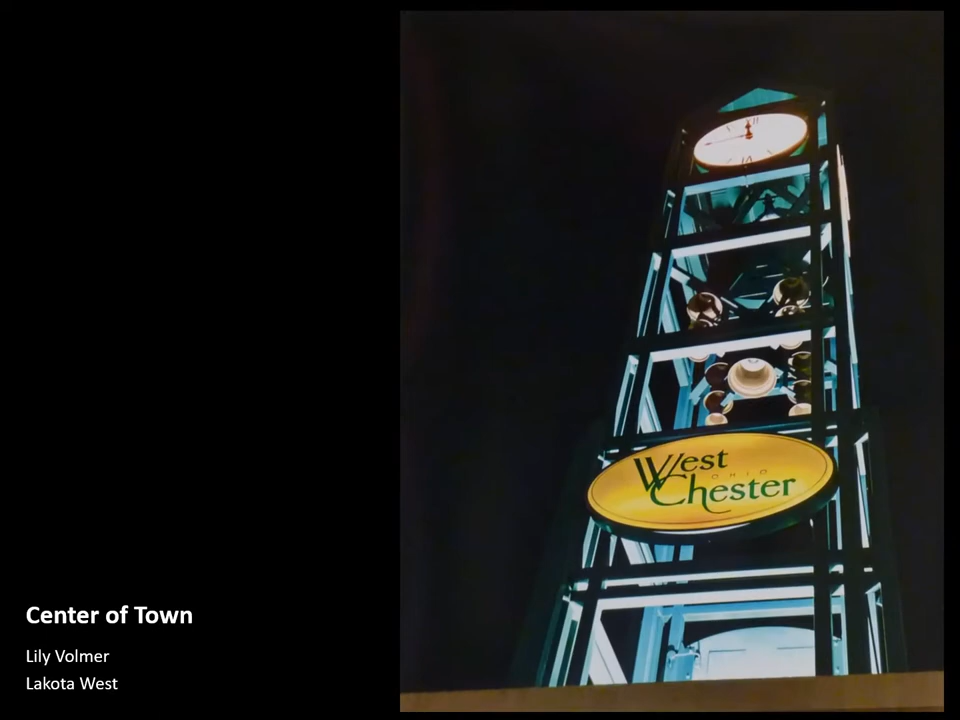 West
OHIO
Chester
Center of Town
Lily Volmer
Lakota West